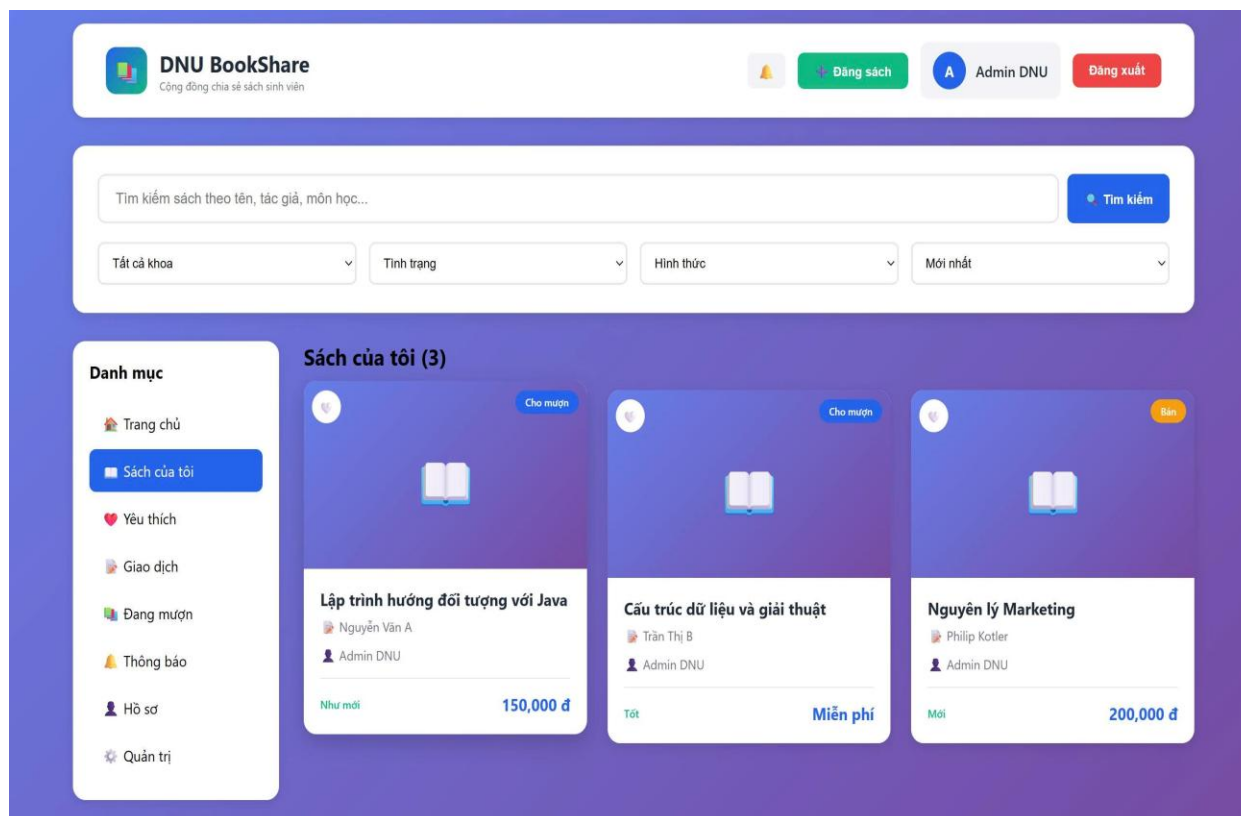 DNU BookShare
Cộng đồng chia sẻ sách sinh viên
Đăng sách
A
Admin DNU
Đăng xuất
Tìm kiếm sách theo tên, tác giả, môn học...
Tìm kiếm
Tất cả khoa
Tình trạng
Hình thức
Mới nhất
Danh mục
Trang chủ
Sách của tôi
Yêu thích
Giao dịch
Đang mượn
Thông báo
Hồ sơ
Quản trị
Sách của tôi (3)
Cho mượn
Lập trình hướng đối tượng với Java
Nguyễn Văn A
Admin DNU
Như mới
150,000 đ
Cho mượn
Cấu trúc dữ liệu và giải thuật
Trần Thị B
Admin DNU
Tốt
Miễn phí
Bán
Nguyên lý Marketing
Philip Kotler
Admin DNU
Mới
200,000 đ